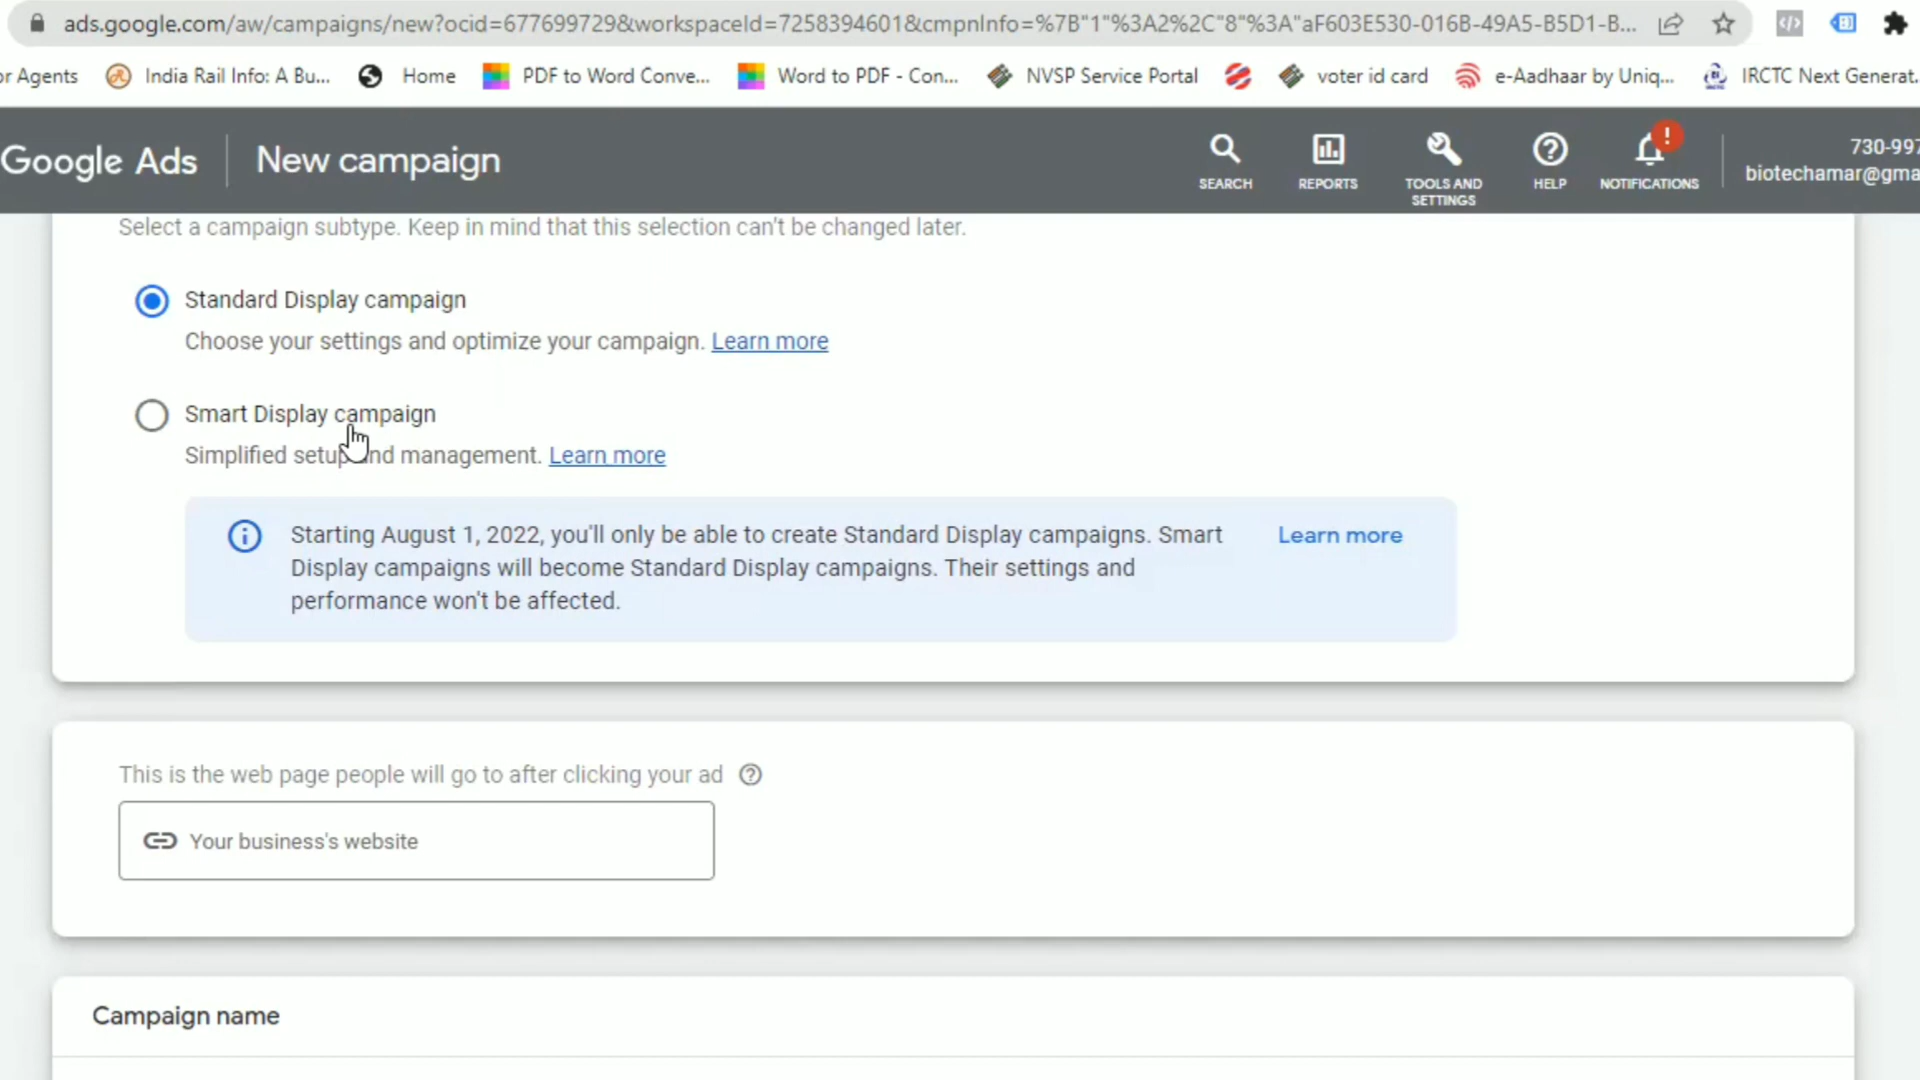 ads.google.com/aw/campaigns/new?ocid=677699729&workspaceId=7258394601&cmpnInfo=%7B"1"%3A2%2C"8"%3A"aF603E530-016B-49A5-B5D1-B...
or Agents India Rail Info: A Bu... Home PDF to Word Conve... Word to PDF - Con... NVSP Service Portal voter id card e-Aadhaar by Uniq... IRCTC Next Generat.
Google Ads New campaign
SEARCH REPORTS TOOLS AND SETTINGS HELP NOTIFICATIONS
730-997
biotechamar@gma
Select a campaign subtype. Keep in mind that this selection can't be changed later.
Standard Display campaign
Choose your settings and optimize your campaign. Learn more
Smart Display campaign
Simplified setup and management. Learn more
Starting August 1, 2022, you'll only be able to create Standard Display campaigns. Smart Learn more
Display campaigns will become Standard Display campaigns. Their settings and
performance won't be affected.
This is the web page people will go to after clicking your ad
Your business's website
Campaign name